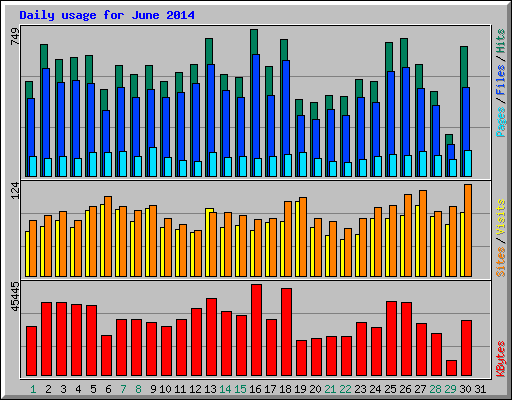 Daily usage for June 2014
749
Pages / Files / Hits
124
Sites / Visits
45445
KBytes
1 2 3 4 5 6 7 8 9 10 11 12 13 14 15 16 17 18 19 20 21 22 23 24 25 26 27 28 29 30 31